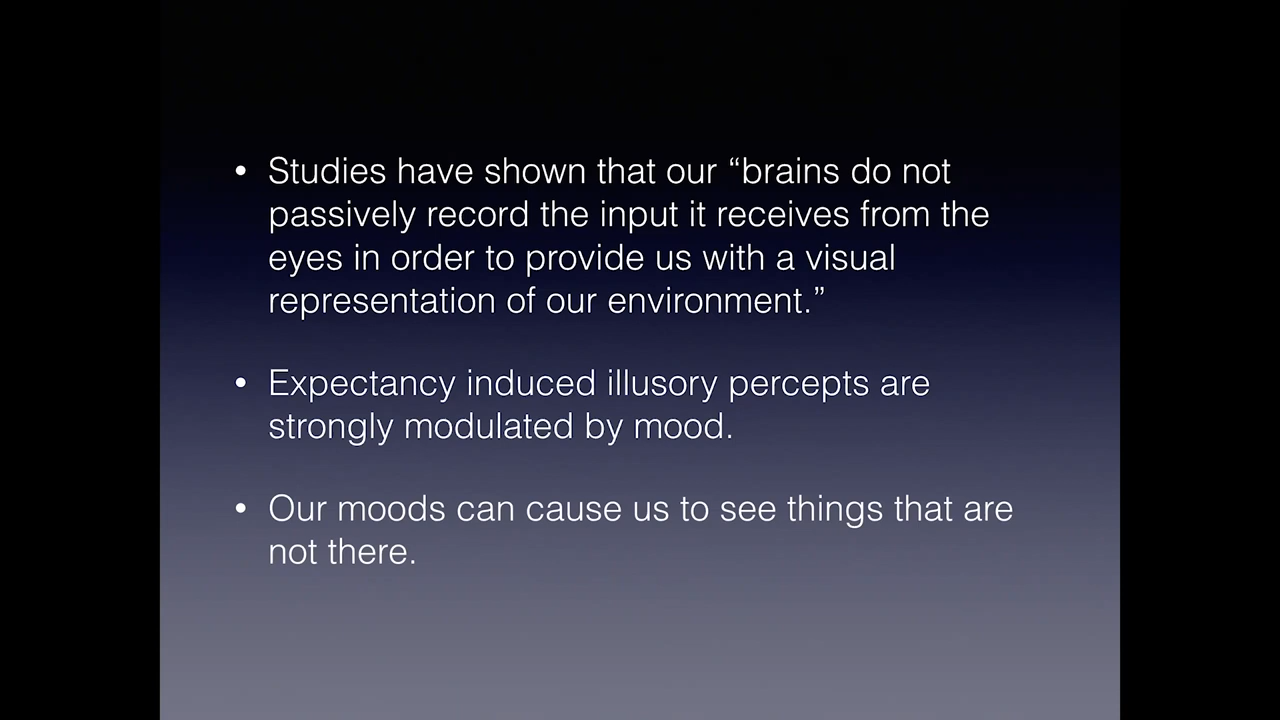 • Studies have shown that our “brains do not
passively record the input it receives from the
eyes in order to provide us with a visual
representation of our environment.”
• Expectancy induced illusory percepts are
strongly modulated by mood.
• Our moods can cause us to see things that are
not there.